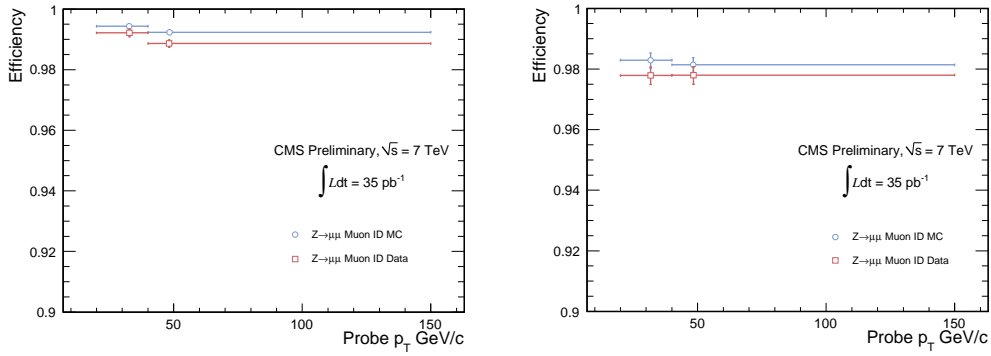 Efficiency
1
0.98
0.96
0.94
0.92
0.9
CMS Preliminary, √s = 7 TeV
∫ Ldt = 35 pb⁻¹
Z→μμ Muon ID MC
Z→μμ Muon ID Data
50
100
150
Probe p_T GeV/c
Efficiency
1
0.98
0.96
0.94
0.92
0.9
CMS Preliminary, √s = 7 TeV
∫ Ldt = 35 pb⁻¹
Z→μμ Muon ID MC
Z→μμ Muon ID Data
50
100
150
Probe p_T GeV/c